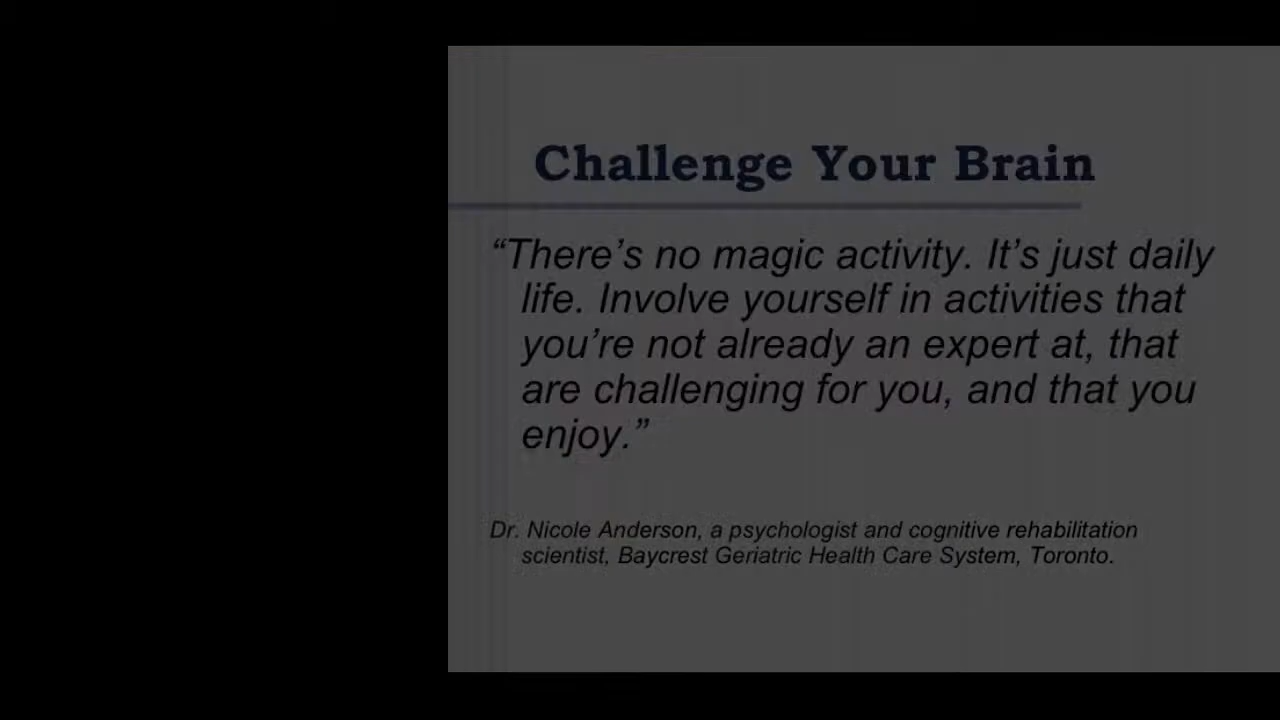 Challenge Your Brain
“There’s no magic activity. It’s just daily
life. Involve yourself in activities that
you’re not already an expert at, that
are challenging for you, and that you
enjoy.”
Dr. Nicole Anderson, a psychologist and cognitive rehabilitation
scientist, Baycrest Geriatric Health Care System, Toronto.